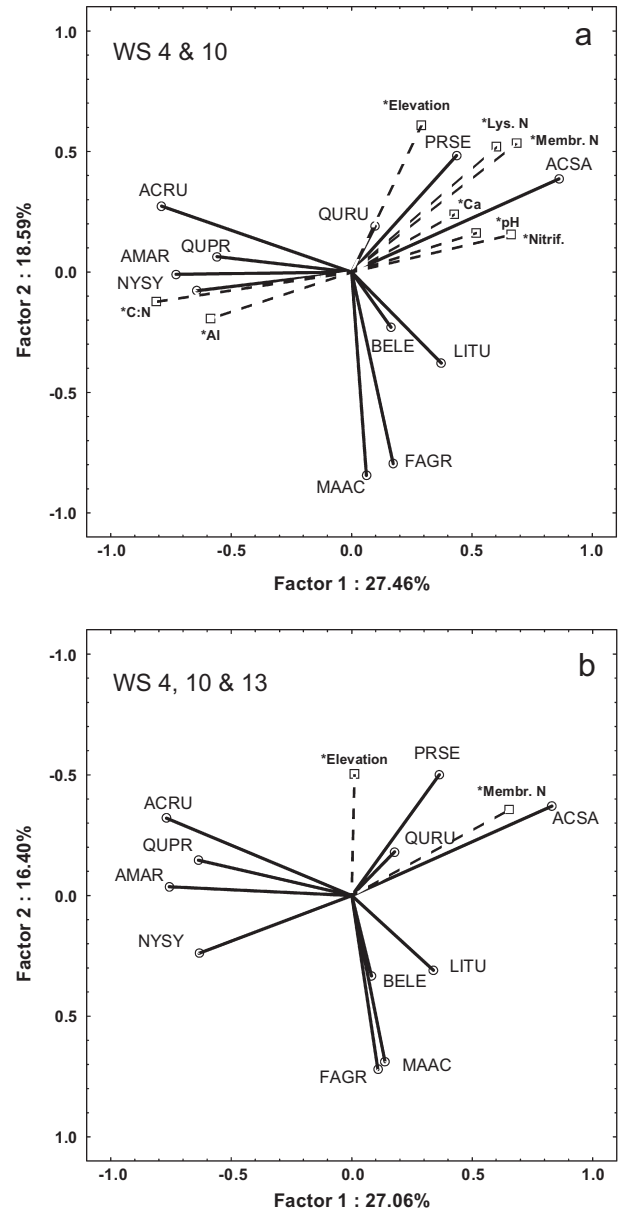 WS 4 & 10
a
1.0
*Elevation
*Lys. N
PRSE
*Membr. N
0.5
ACSA
ACRU
QURU
*Ca
QUPR
*pH
AMAR
*Nitrif.
0.0
NYSY
*C:N
*Al
BELE
LITU
-0.5
FAGR
MAAC
-1.0
Factor 2 : 18.59%
-1.0 -0.5 0.0 0.5 1.0
Factor 1 : 27.46%
-1.0
WS 4, 10 & 13
b
*Elevation
PRSE
-0.5
*Membr. N
ACRU
ACSA
QURU
QUPR
AMAR
0.0
NYSY
LITU
BELE
0.5
MAAC
FAGR
1.0
Factor 2 : 16.40%
-1.0 -0.5 0.0 0.5 1.0
Factor 1 : 27.06%